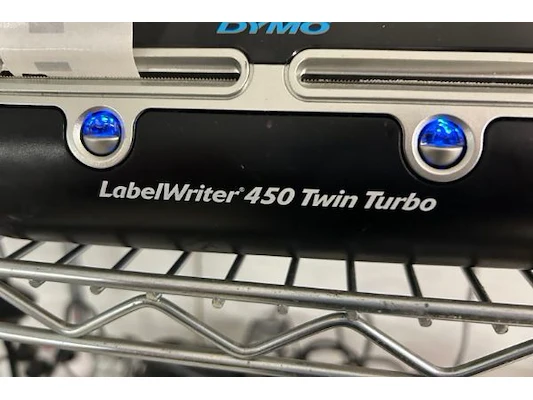 DYMO
LabelWriter® 450 Twin Turbo